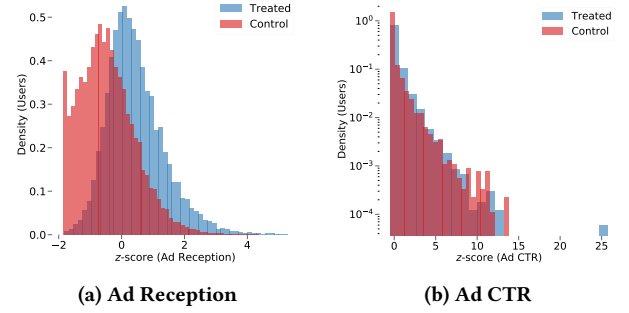 Treated
Control
0.5
0.4
0.3
0.2
0.1
0.0
Density (Users)
−2
0
2
4
z-score (Ad Reception)
(a) Ad Reception
Treated
Control
10⁰
10⁻¹
10⁻²
10⁻³
10⁻⁴
Density (Users)
0
5
10
15
20
25
z-score (Ad CTR)
(b) Ad CTR